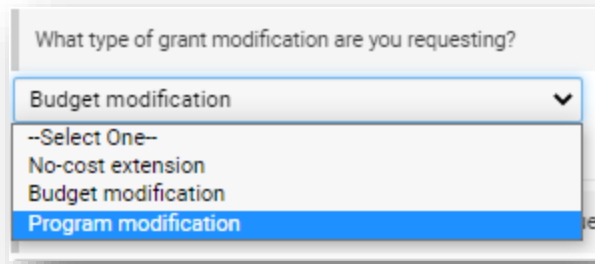 What type of grant modification are you requesting?
Budget modification
--Select One--
No-cost extension
Budget modification
Program modification